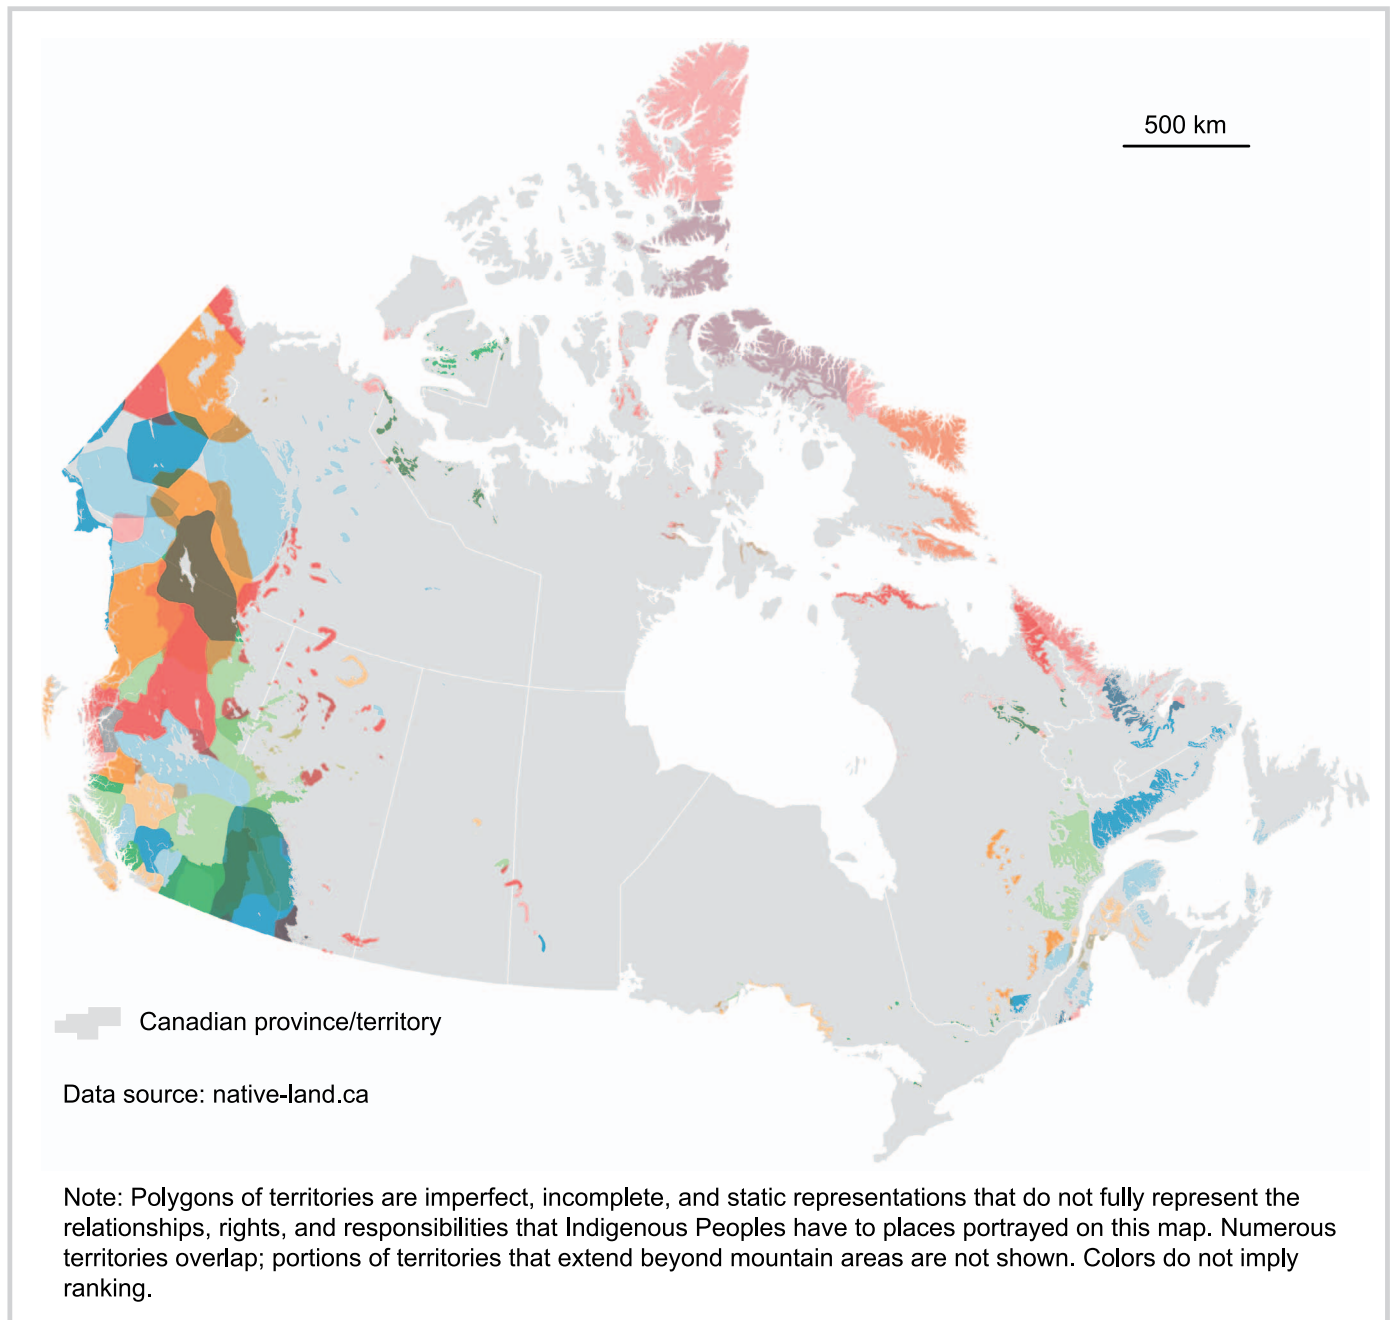 500 km
Canadian province/territory
Data source: native-land.ca
Note: Polygons of territories are imperfect, incomplete, and static representations that do not fully represent the
relationships, rights, and responsibilities that Indigenous Peoples have to places portrayed on this map. Numerous
territories overlap; portions of territories that extend beyond mountain areas are not shown. Colors do not imply
ranking.